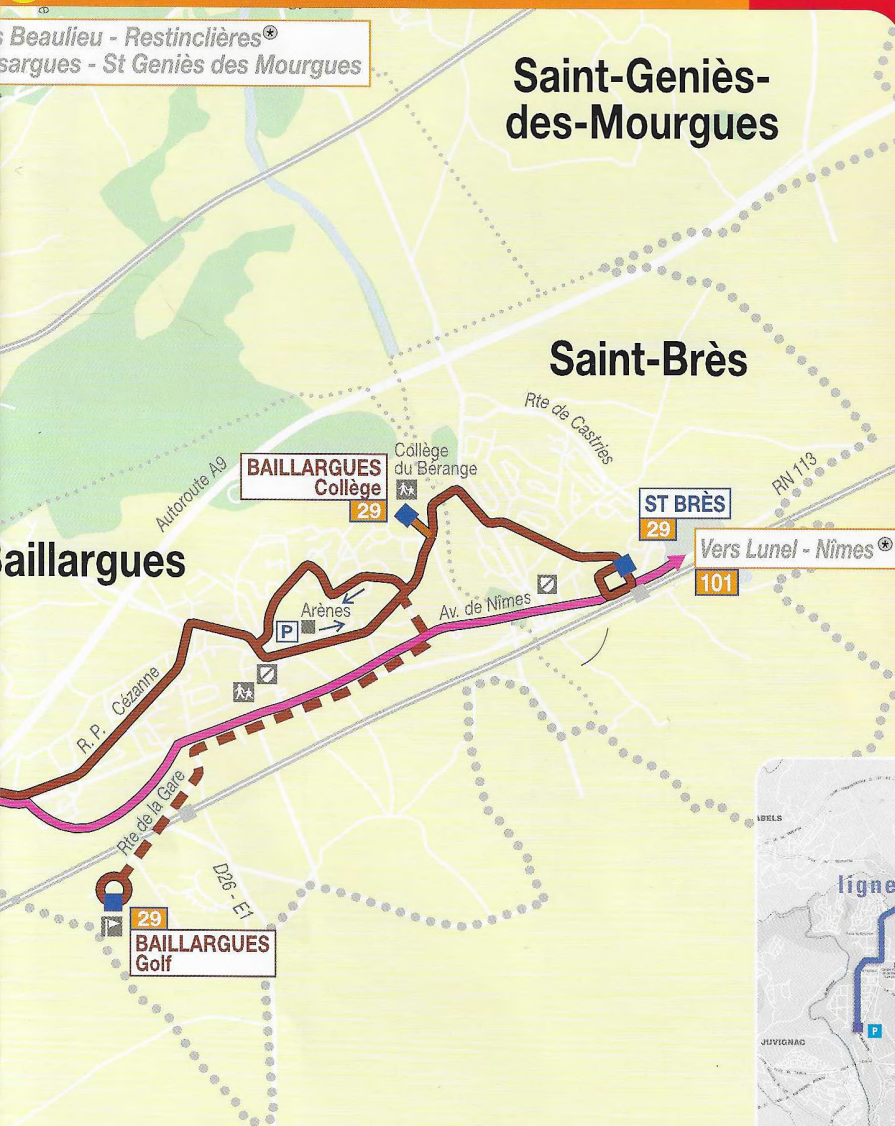 s Beaulieu - Restinclières*
sargues - St Geniès des Mourgues
Saint-Geniès-
des-Mourgues
Saint-Brès
Rte de Castries
RN 113
Autoroute A9
BAILLARGUES
Collège
29
Collège
du Bérange
ST BRÈS
29
Vers Lunel - Nîmes*
101
aillargues
Arènes
P
Av. de Nîmes
R. P. Cézanne
Rte de la Gare
D26 - E1
29
BAILLARGUES
Golf
ABELS
ligne
P
JUVIGNAC